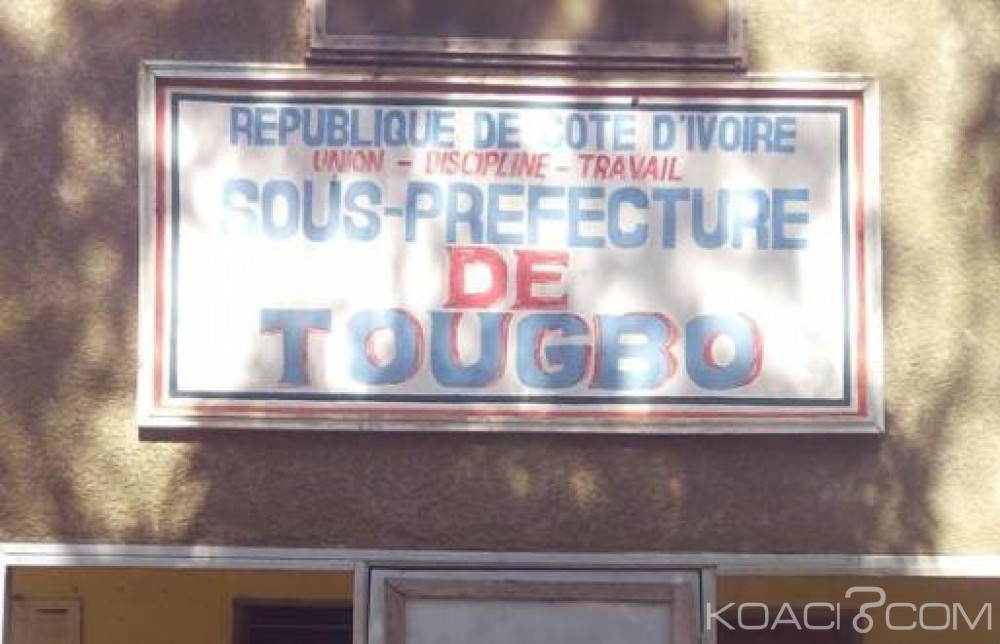 REPUBLIQUE DE COTE D'IVOIRE
UNION - DISCIPLINE - TRAVAIL
SOUS-PREFECTURE
DE
TOUGBO
KOACI?COM